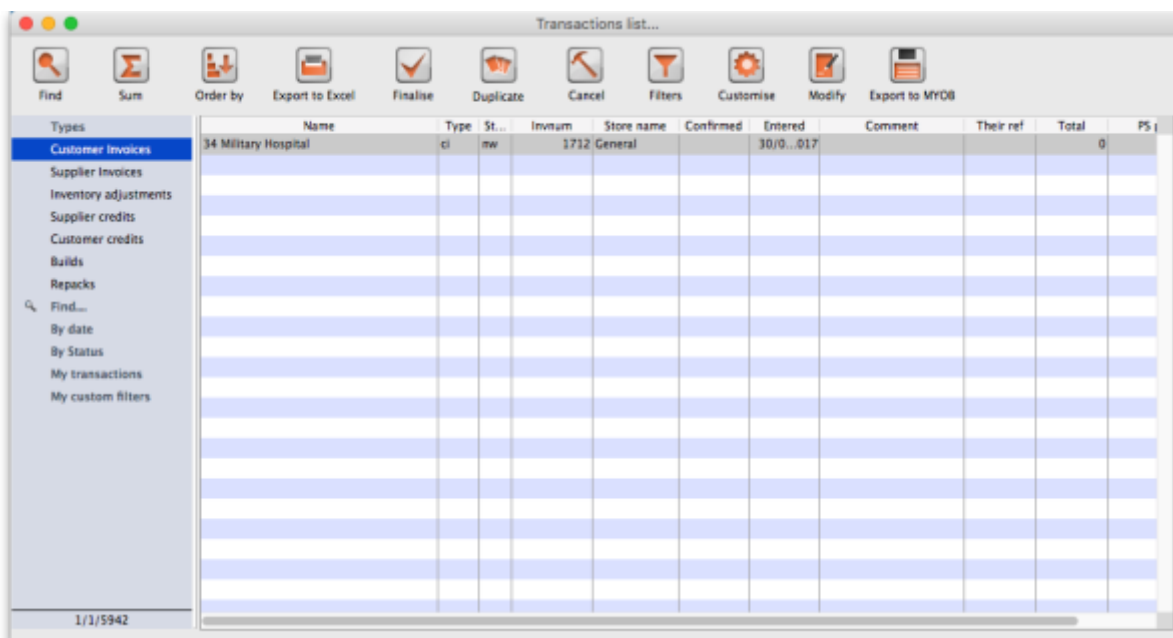 Transactions list...
Find Sum Order by Export to Excel Finalise Duplicate Cancel Filters Customise Modify Export to MYOB
Types
Customer Invoices
Supplier Invoices
Inventory adjustments
Supplier credits
Customer credits
Builds
Repacks
Find...
By date
By Status
My transactions
My custom filters
1/1/5942
Name Type St... Invnum Store name Confirmed Entered Comment Their ref Total PS
34 Military Hospital ci nw 1712 General 30/0...017 0